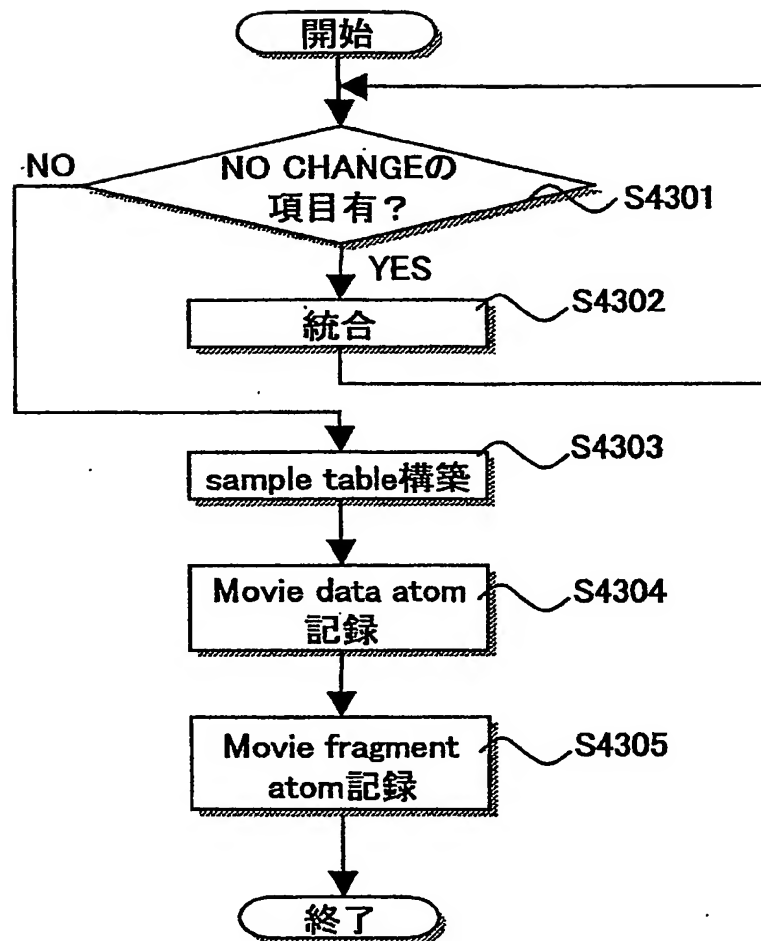 開始
NO
NO CHANGEの
項目有？
S4301
YES
S4302
統合
S4303
sample table構築
Movie data atom
記録
S4304
Movie fragment
atom記録
S4305
終了